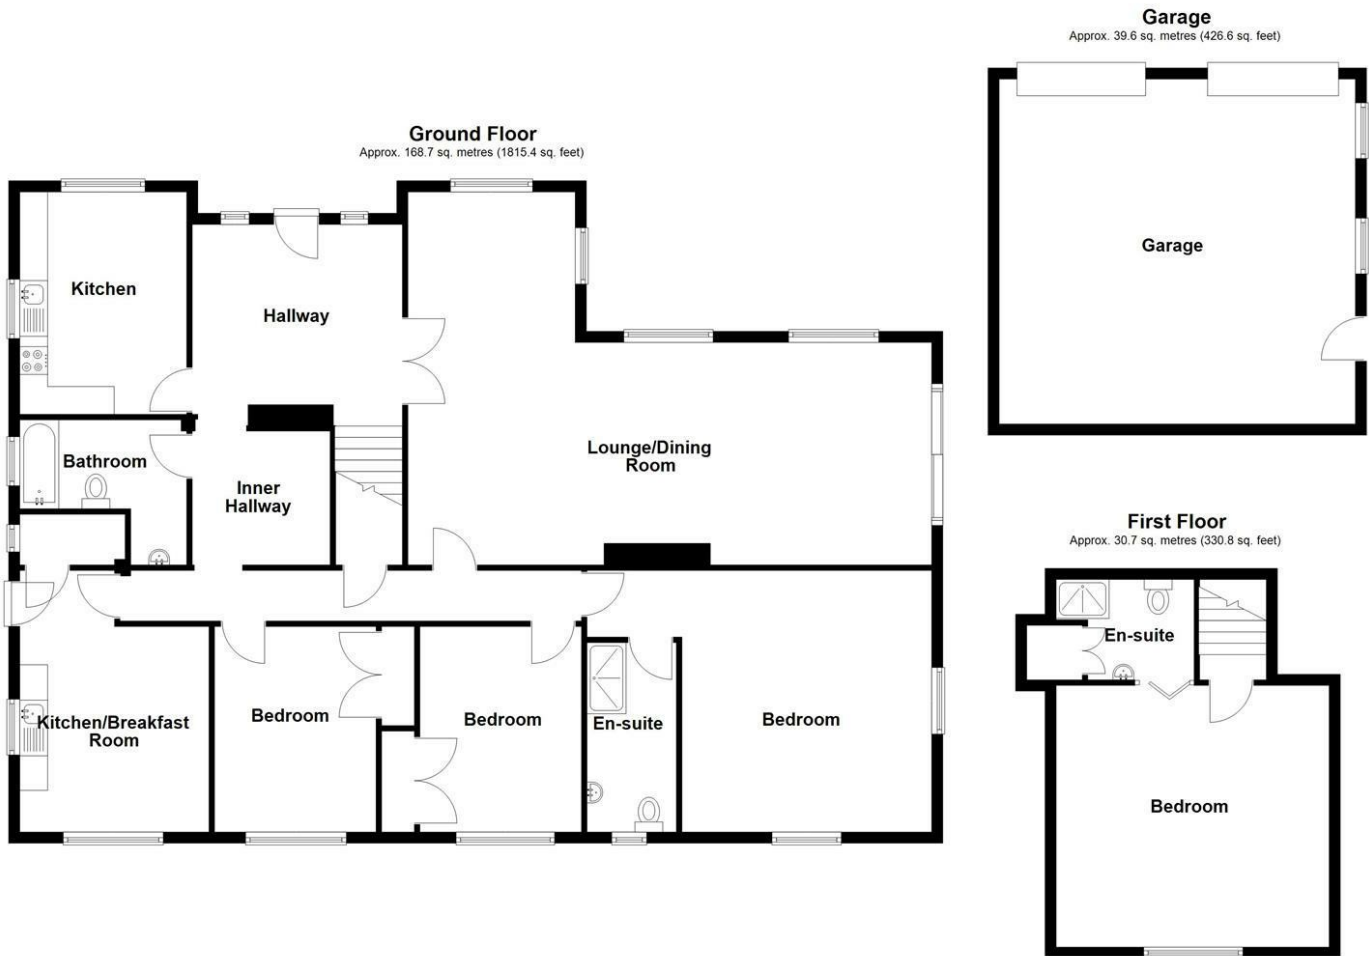 Garage
Approx. 39.6 sq. metres (426.6 sq. feet)
Garage
Ground Floor
Approx. 168.7 sq. metres (1815.4 sq. feet)
Kitchen
Hallway
Lounge/Dining
Room
Bathroom
Inner
Hallway
Kitchen/Breakfast
Room
Bedroom
Bedroom
En-suite
Bedroom
First Floor
Approx. 30.7 sq. metres (330.8 sq. feet)
En-suite
Bedroom